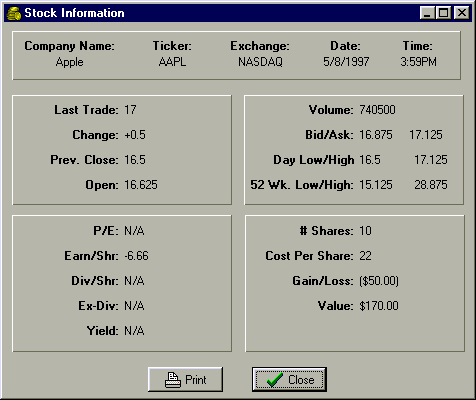 Stock Information
Company Name: Ticker: Exchange: Date: Time:
Apple AAPL NASDAQ 5/8/1997 3:59PM
Last Trade: 17
Change: +0.5
Prev. Close: 16.5
Open: 16.625
Volume: 740500
Bid/Ask: 16.875 17.125
Day Low/High 16.5 17.125
52 Wk. Low/High: 15.125 28.875
P/E: N/A
Earn/Shr: -6.66
Div/Shr: N/A
Ex-Div: N/A
Yield: N/A
# Shares: 10
Cost Per Share: 22
Gain/Loss: ($50.00)
Value: $170.00
Print Close